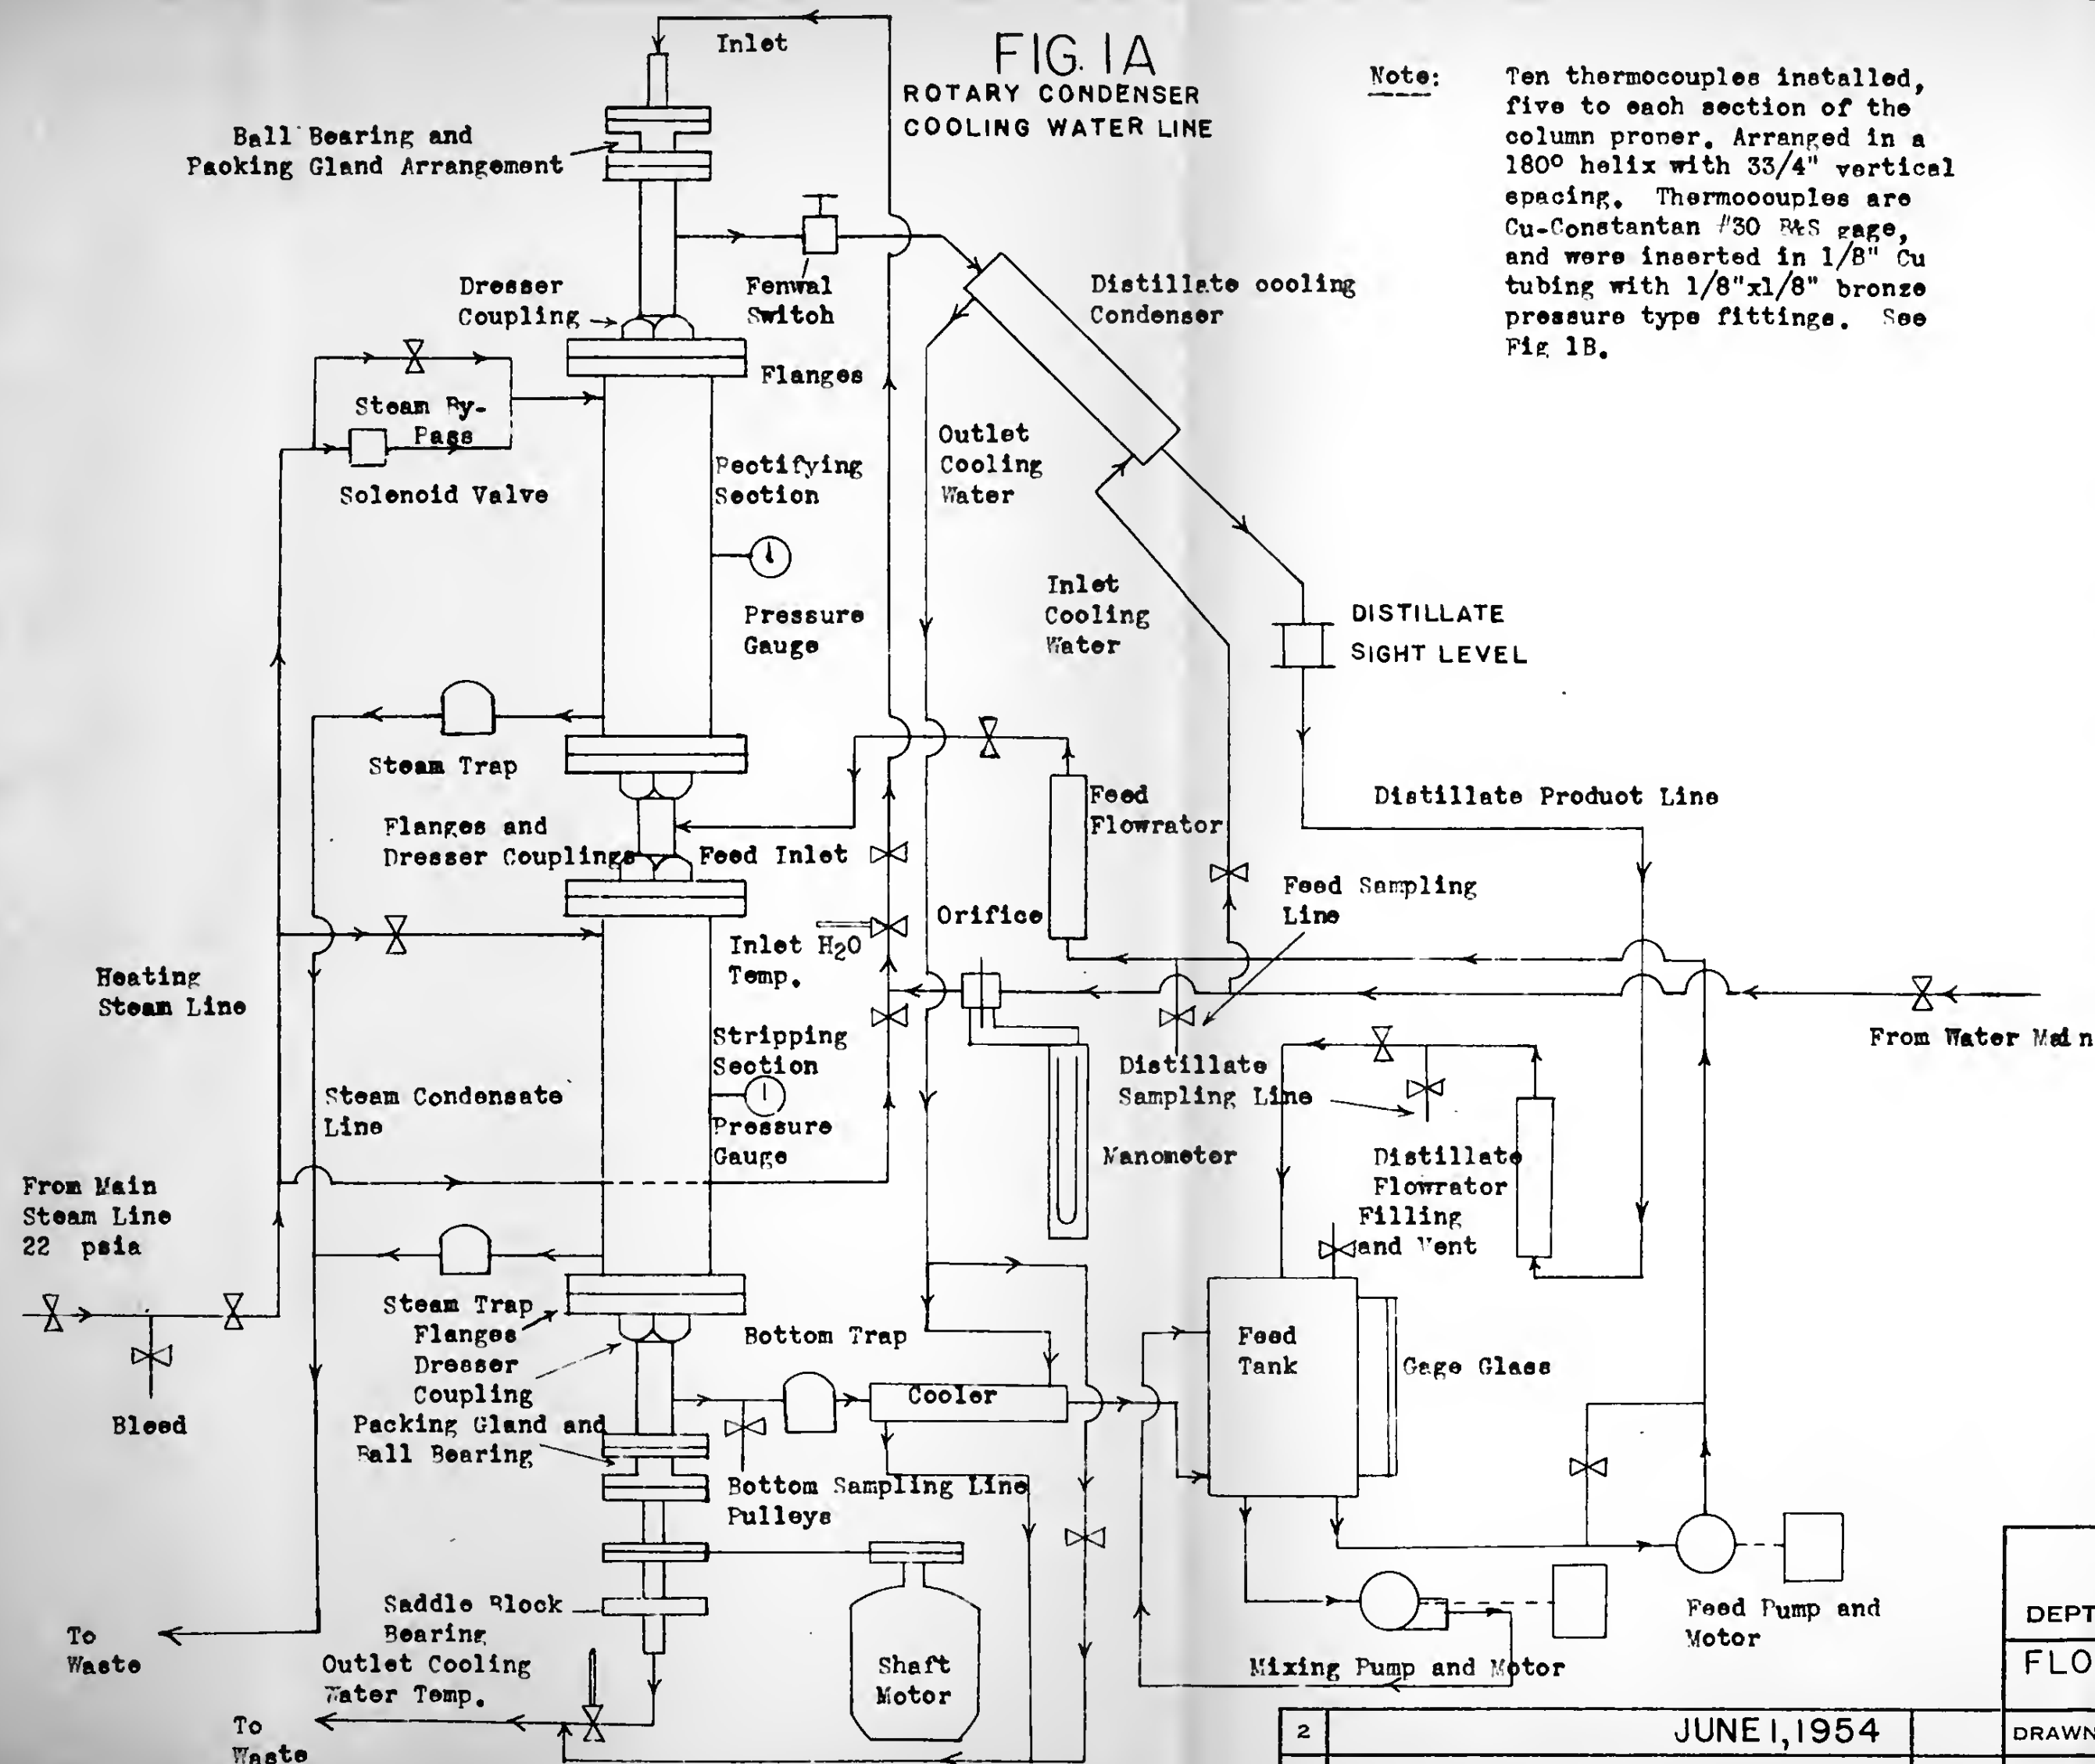 Inlet
FIG. 1A
ROTARY CONDENSER
COOLING WATER LINE
Note:
Ten thermocouples installed,
five to each section of the
column proper. Arranged in a
180° helix with 33/4" vertical
spacing. Thermocouples are
Cu-Constantan #30 B&S gage,
and were inserted in 1/8" Cu
tubing with 1/8"x1/8" bronze
pressure type fittings. See
Fig 1B.
Ball Bearing and
Packing Gland Arrangement
Dresser
Coupling
Fenwal
Switch
Distillate cooling
Condenser
Flanges
Steam By-
Pass
Solenoid Valve
Rectifying
Section
Outlet
Cooling
Water
Pressure
Gauge
Inlet
Cooling
Water
DISTILLATE
SIGHT LEVEL
Steam Trap
Feed
Flowrator
Distillate Product Line
Flanges and
Dresser Couplings
Feed Inlet
Feed Sampling
Line
Orifice
Inlet H2O
Temp.
Heating
Steam Line
From Water Main
Stripping
Section
Distillate
Sampling Line
Steam Condensate
Line
Pressure
Gauge
Manometer
Distillate
Flowrator
Filling
and Vent
From Main
Steam Line
22 psia
Steam Trap
Flanges
Dresser
Coupling
Bottom Trap
Feed
Tank
Gage Glass
Cooler
Bleed
Packing Gland and
Ball Bearing
Bottom Sampling Line
Pulleys
Saddle Block
Bearing
Feed Pump and
Motor
To
Waste
Outlet Cooling
Water Temp.
Shaft
Motor
Mixing Pump and Motor
To
Waste
DEPT
FLO
2
JUNE 1, 1954
DRAWN